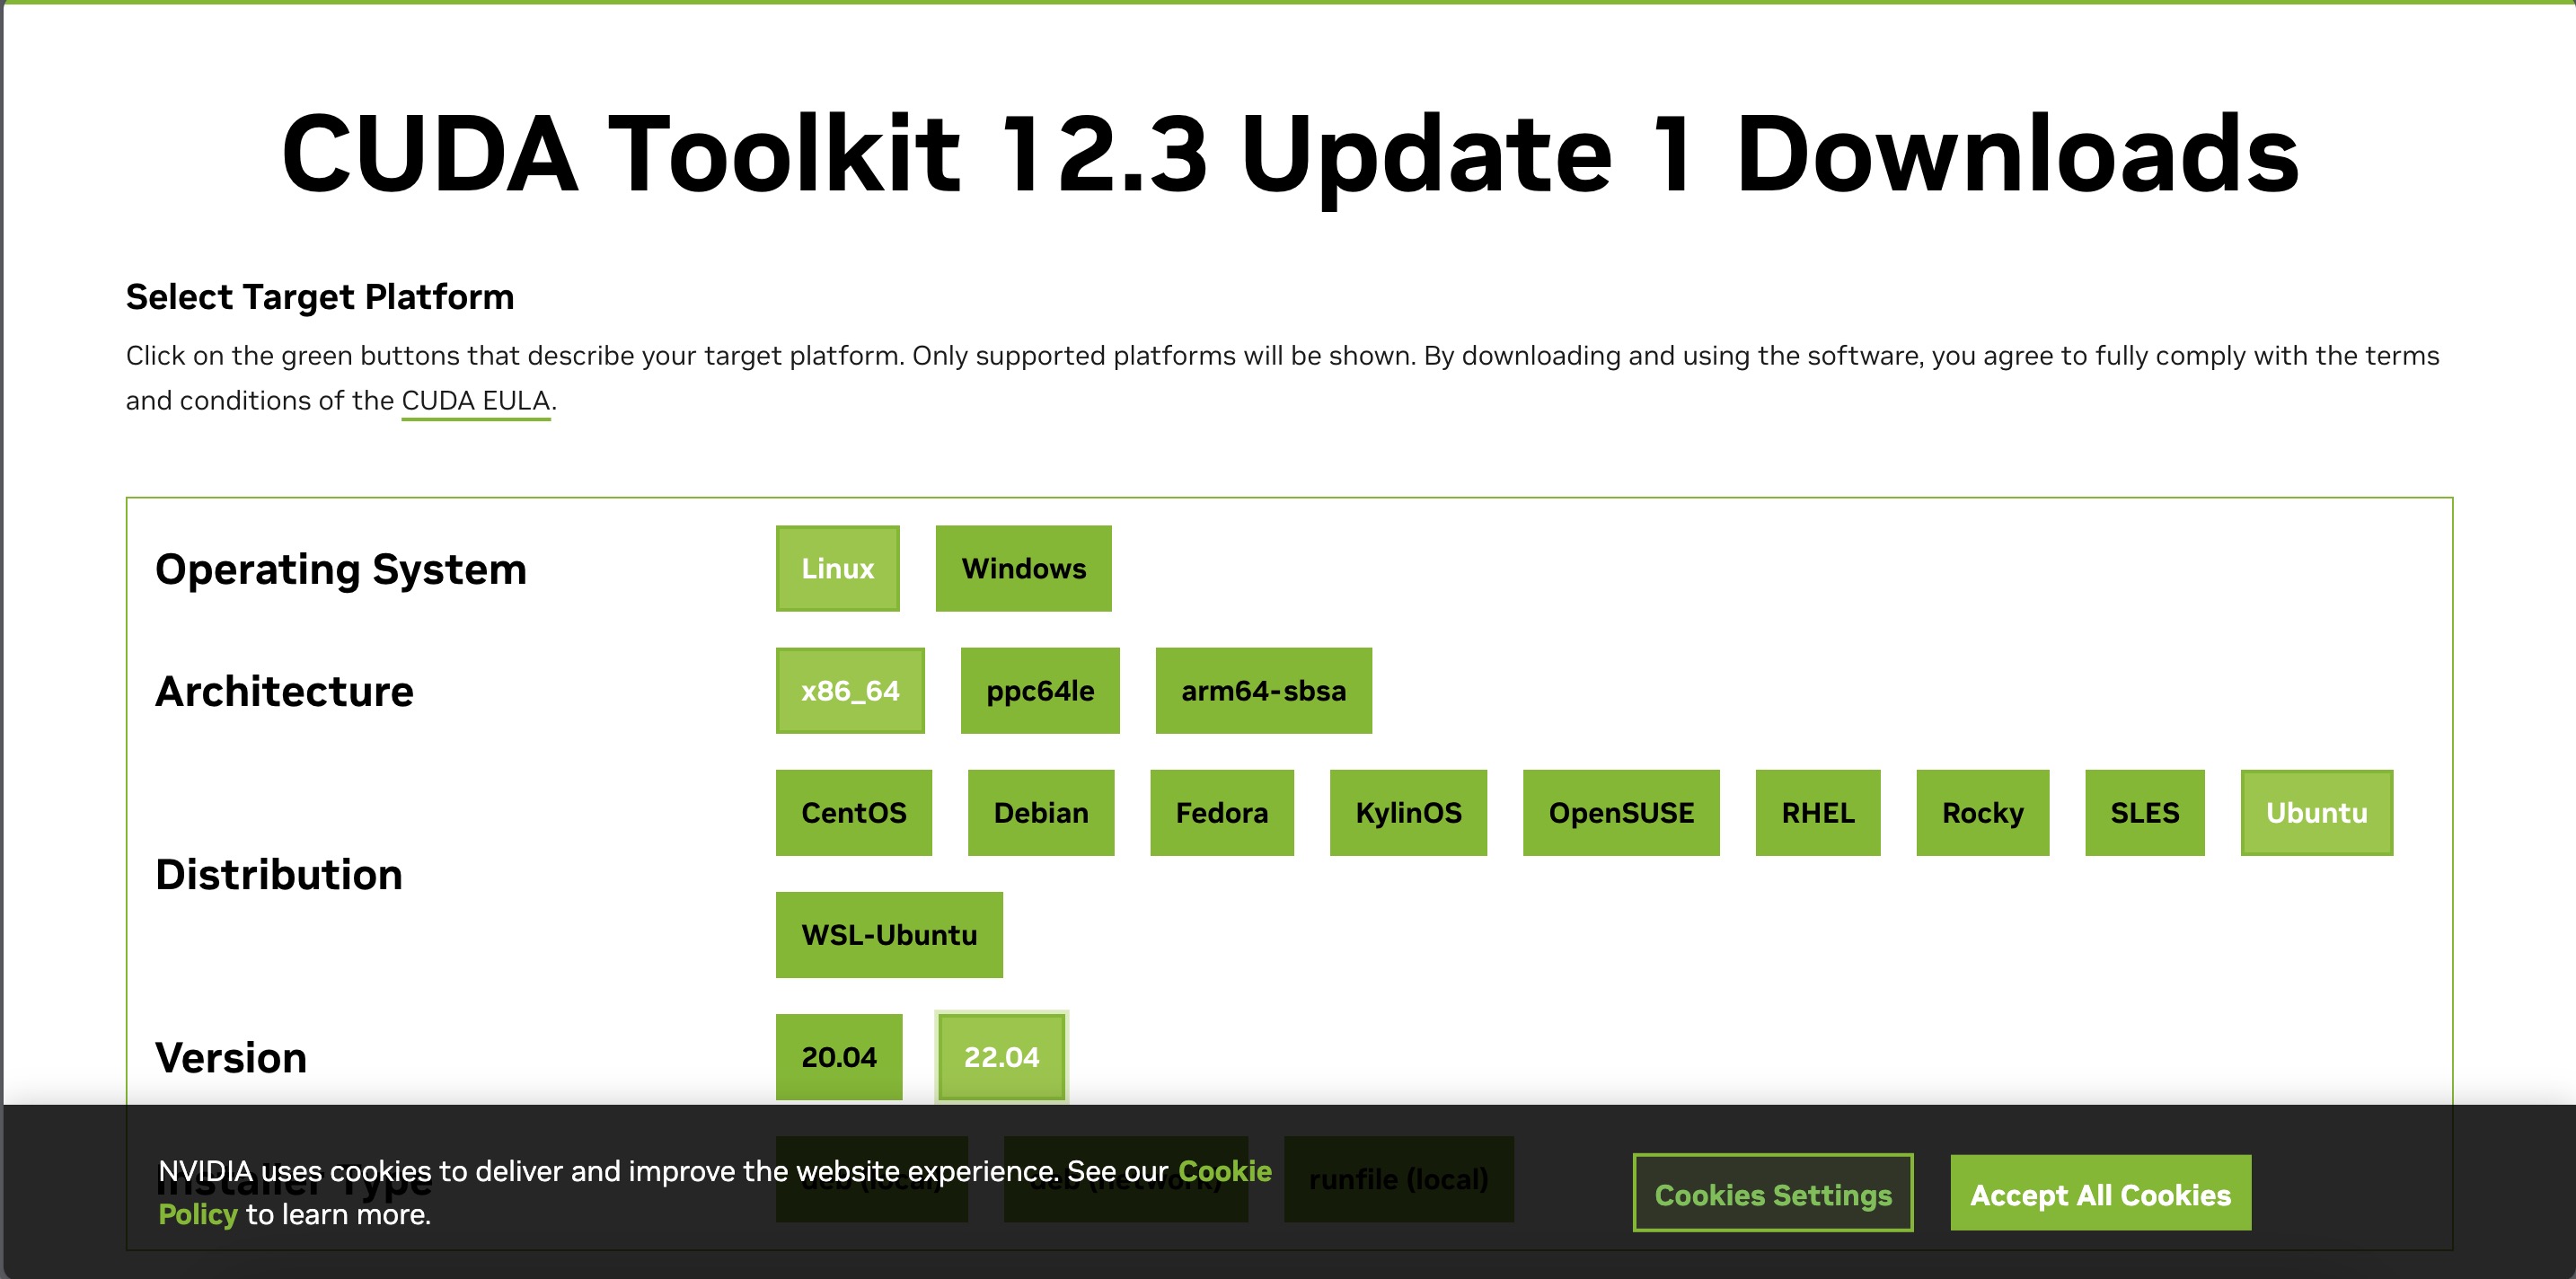 CUDA Toolkit 12.3 Update 1 Downloads
Select Target Platform
Click on the green buttons that describe your target platform. Only supported platforms will be shown. By downloading and using the software, you agree to fully comply with the terms
and conditions of the CUDA EULA.
Operating System
Linux Windows
Architecture
x86_64 ppc64le arm64-sbsa
Distribution
CentOS Debian Fedora KylinOS OpenSUSE RHEL Rocky SLES Ubuntu
WSL-Ubuntu
Version
20.04 22.04
Installer Type
deb (local) deb (network) runfile (local)
NVIDIA uses cookies to deliver and improve the website experience. See our Cookie
Policy to learn more.
Cookies Settings Accept All Cookies